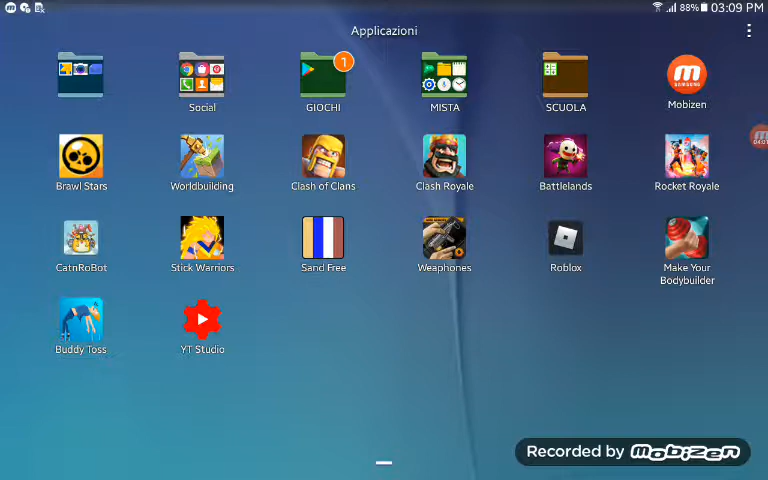 88% 03:09 PM
Applicazioni
1
Social
GIOCHI
MISTA
SCUOLA
Mobizen
Brawl Stars
Worldbuilding
Clash of Clans
Clash Royale
Battlelands
Rocket Royale
CatnRoBot
Stick Warriors
Sand Free
Weaphones
Roblox
Make Your
Bodybuilder
Buddy Toss
YT Studio
Recorded by Mobizen